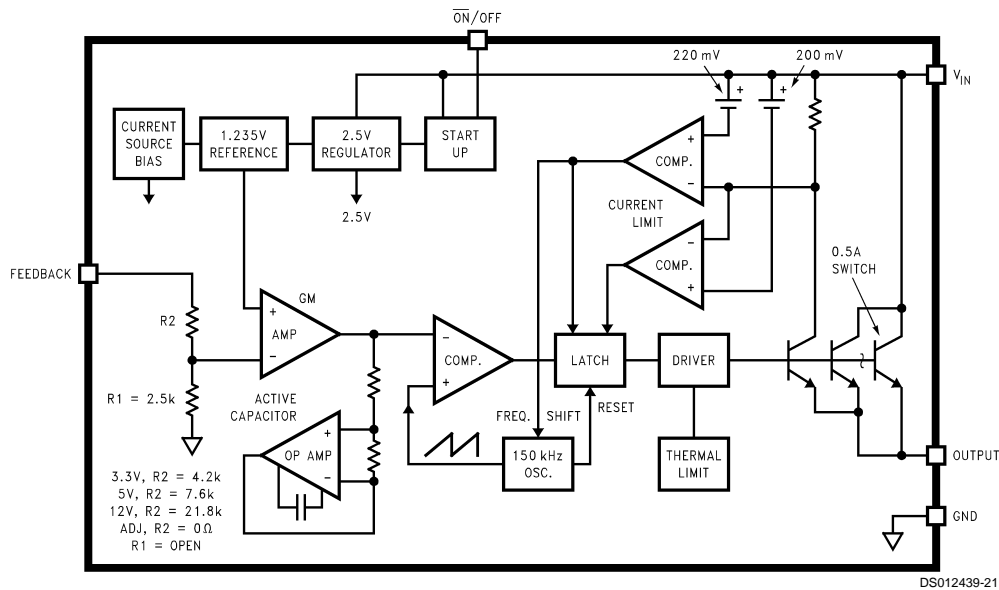 ON/OFF
220 mV
200 mV
+
+
VIN
CURRENT
SOURCE
BIAS
1.235V
REFERENCE
2.5V
REGULATOR
START
UP
2.5V
+
COMP.
−
CURRENT
LIMIT
−
COMP.
+
0.5A
SWITCH
FEEDBACK
R2
R1 = 2.5k
GM
+
AMP
−
−
COMP.
+
LATCH
DRIVER
ACTIVE
CAPACITOR
+
OP AMP
−
FREQ. SHIFT
RESET
150 kHz
OSC.
THERMAL
LIMIT
OUTPUT
GND
3.3V, R2 = 4.2k
5V, R2 = 7.6k
12V, R2 = 21.8k
ADJ, R2 = 0Ω
R1 = OPEN
DS012439-21